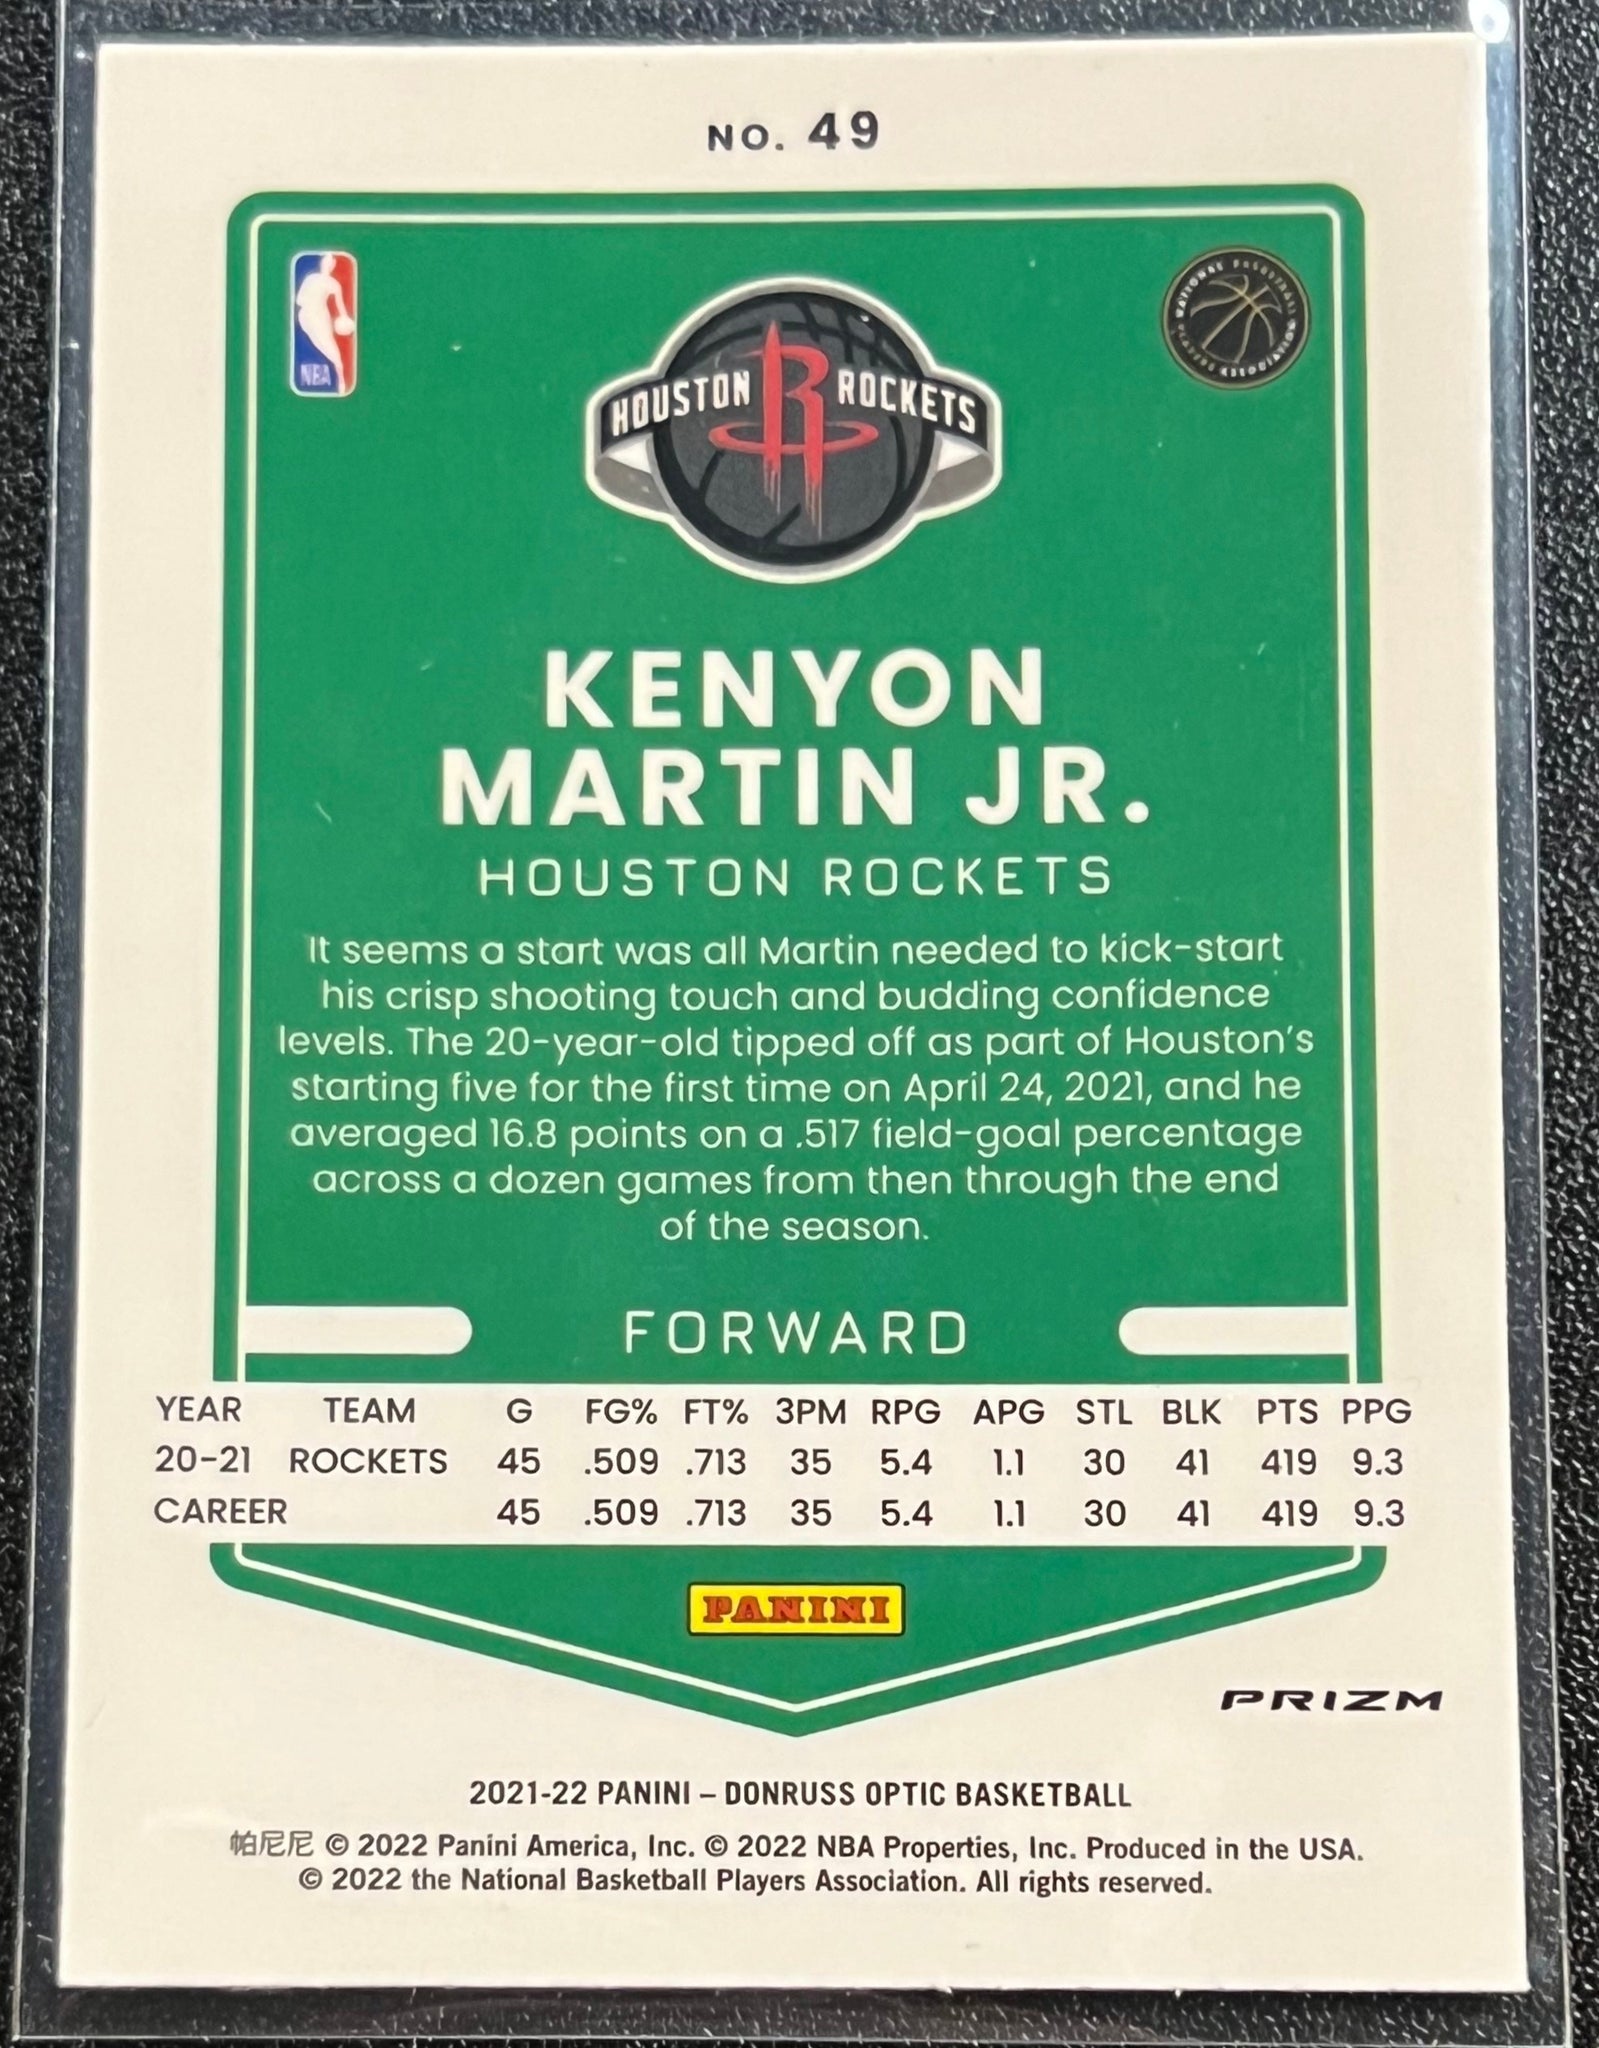 NO. 49
NBA
NATIONAL BASKETBALL
PLAYERS ASSOCIATION
HOUSTON ROCKETS
KENYON
MARTIN JR.
HOUSTON ROCKETS
It seems a start was all Martin needed to kick-start
his crisp shooting touch and budding confidence
levels. The 20-year-old tipped off as part of Houston's
starting five for the first time on April 24, 2021, and he
averaged 16.8 points on a .517 field-goal percentage
across a dozen games from then through the end
of the season.
FORWARD
YEAR TEAM G FG% FT% 3PM RPG APG STL BLK PTS PPG
20-21 ROCKETS 45 .509 .713 35 5.4 1.1 30 41 419 9.3
CAREER 45 .509 .713 35 5.4 1.1 30 41 419 9.3
PANINI
PRIZM
2021-22 PANINI – DONRUSS OPTIC BASKETBALL
帕尼尼 © 2022 Panini America, Inc. © 2022 NBA Properties, Inc. Produced in the USA.
© 2022 the National Basketball Players Association. All rights reserved.